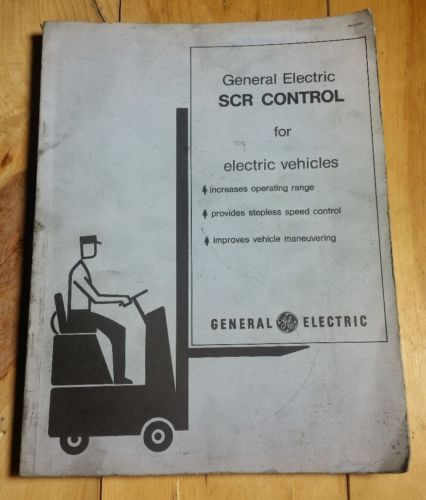 General Electric
SCR CONTROL
for
electric vehicles
increases operating range
provides stepless speed control
improves vehicle maneuvering
GENERAL GE ELECTRIC